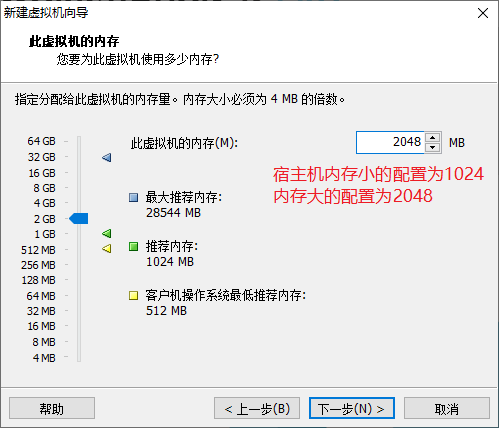 新建虚拟机向导
此虚拟机的内存
您要为此虚拟机使用多少内存?
指定分配给此虚拟机的内存量。内存大小必须为 4 MB 的倍数。
64 GB
32 GB
16 GB
8 GB
4 GB
2 GB
1 GB
512 MB
256 MB
128 MB
64 MB
32 MB
16 MB
8 MB
4 MB
此虚拟机的内存(M): 2048 MB
宿主机内存小的配置为1024
内存大的配置为2048
最大推荐内存:
28544 MB
推荐内存:
1024 MB
客户机操作系统最低推荐内存:
512 MB
帮助 < 上一步(B) 下一步(N) > 取消